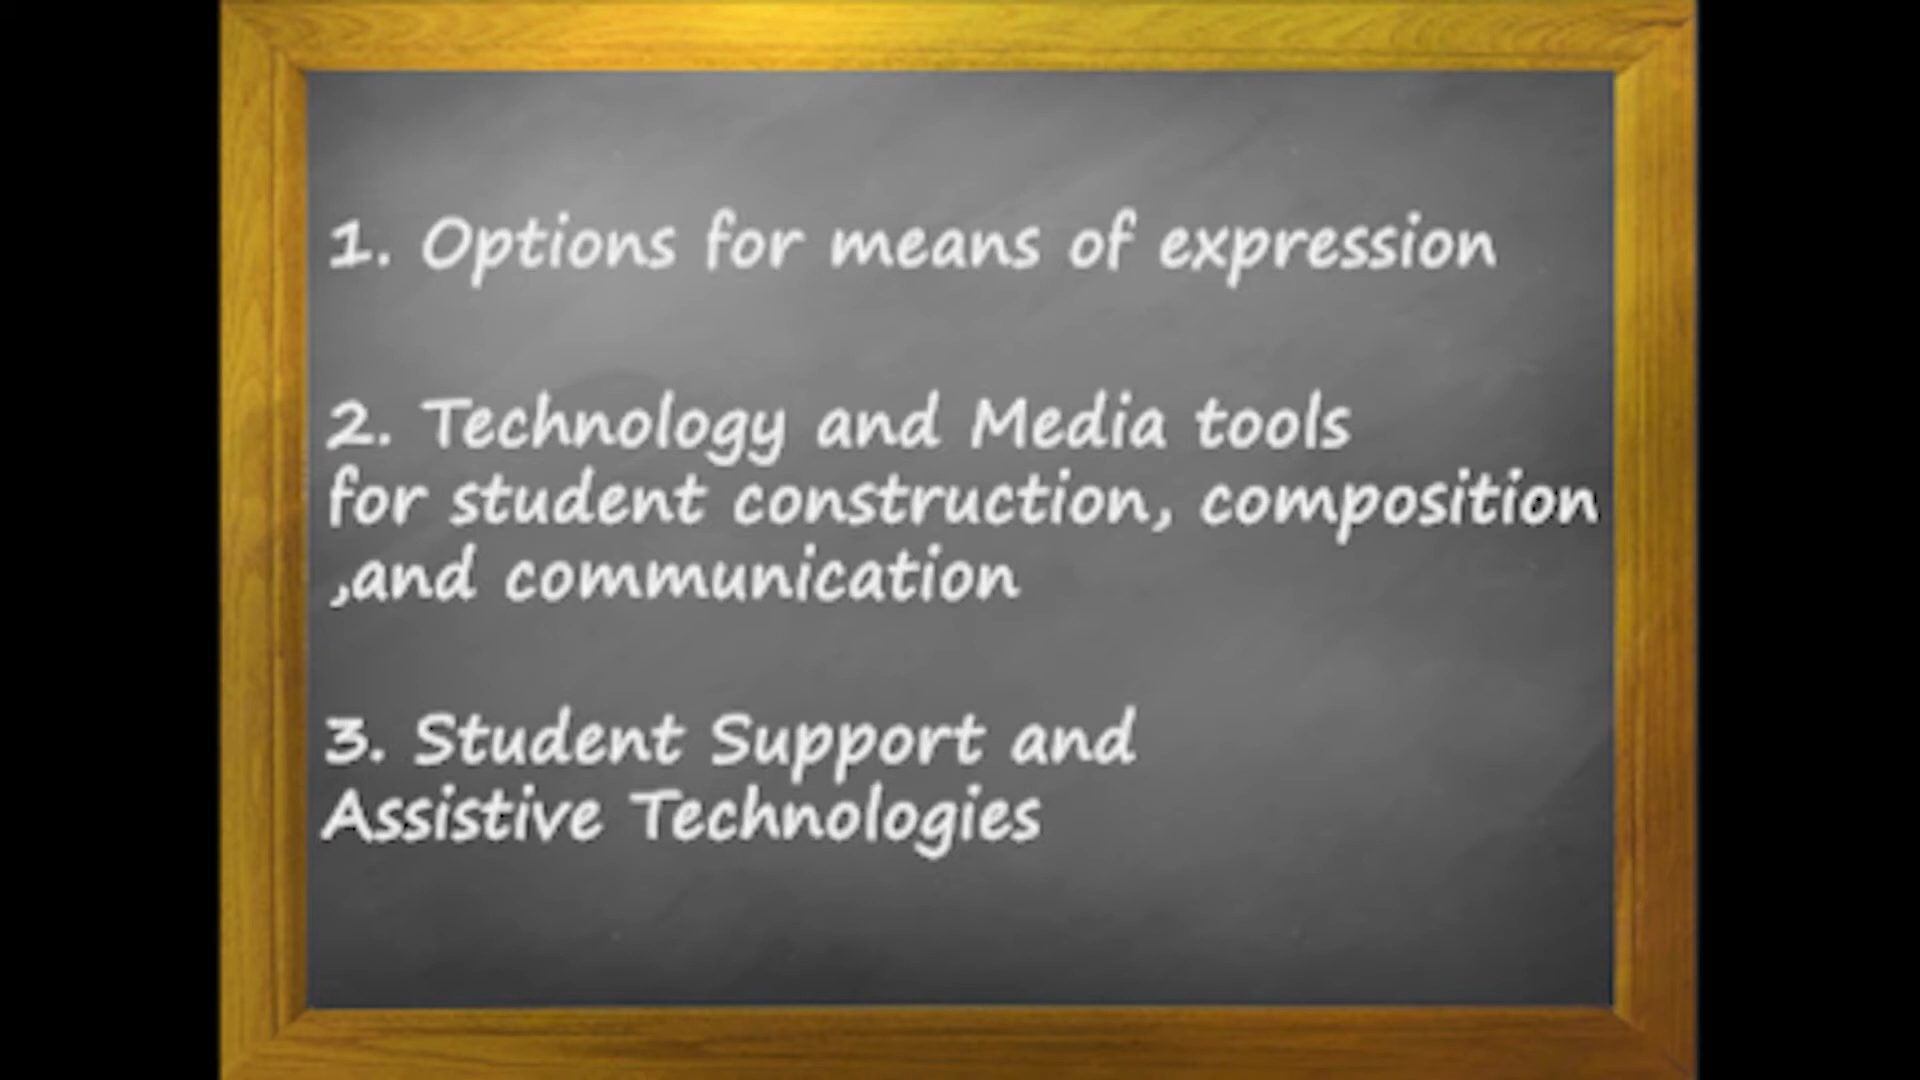 1. Options for means of expression
2. Technology and Media tools
for student construction, composition
,and communication
3. Student Support and
Assistive Technologies